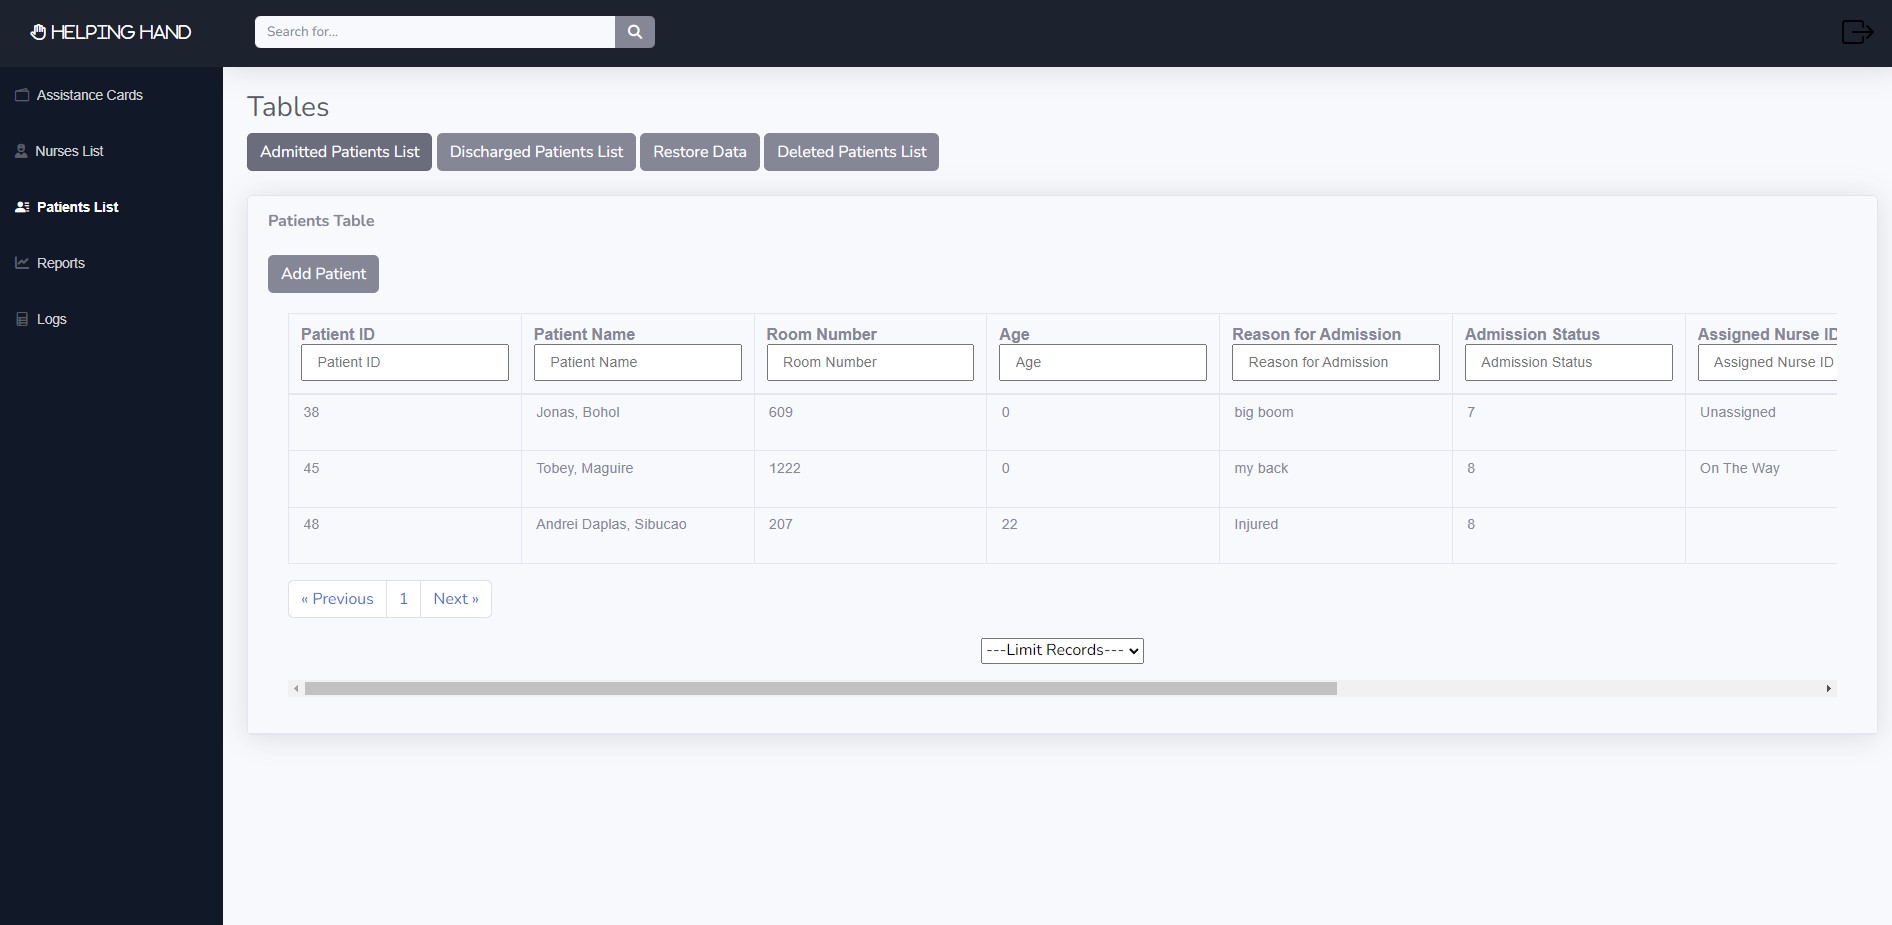 HELPING HAND
Search for...
Assistance Cards
Nurses List
Patients List
Reports
Logs
Tables
Admitted Patients List Discharged Patients List Restore Data Deleted Patients List
Patients Table
Add Patient
Patient ID Patient Name Room Number Age Reason for Admission Admission Status Assigned Nurse ID
Patient ID Patient Name Room Number Age Reason for Admission Admission Status Assigned Nurse ID
38 Jonas, Bohol 609 0 big boom 7 Unassigned
45 Tobey, Maguire 1222 0 my back 8 On The Way
48 Andrei Daplas, Sibucao 207 22 Injured 8
« Previous 1 Next »
---Limit Records---